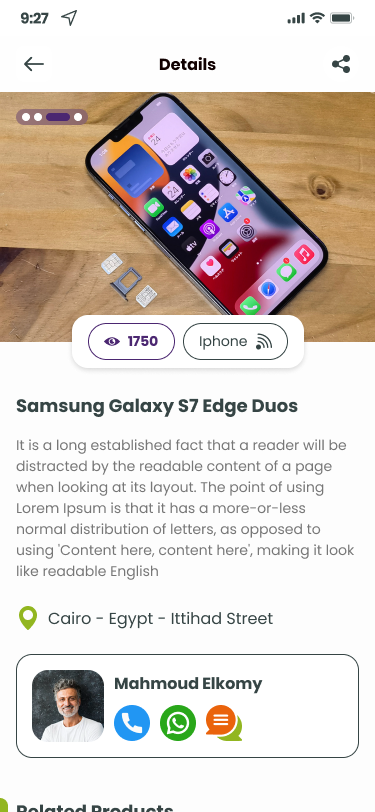 9:27
Details
1750
Iphone
Samsung Galaxy S7 Edge Duos
It is a long established fact that a reader will be
distracted by the readable content of a page
when looking at its layout. The point of using
Lorem Ipsum is that it has a more-or-less
normal distribution of letters, as opposed to
using 'Content here, content here', making it look
like readable English
Cairo - Egypt - Ittihad Street
Mahmoud Elkomy
Related Products